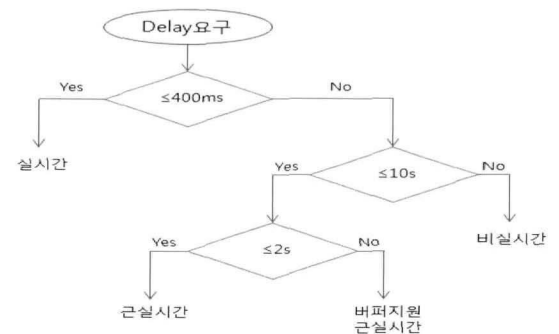 Delay요구
Yes
≤400ms
No
실시간
Yes
≤10s
No
비실시간
Yes
≤2s
No
근실시간
버퍼지원
근실시간